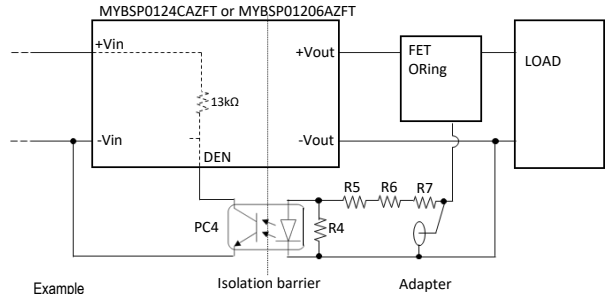 MYBSP0124CAZFT or MYBSP01206AZFT
+Vin
+Vout
FET
ORing
LOAD
13kΩ
-Vin
-Vout
DEN
R5
R6
R7
PC4
R4
Isolation barrier
Adapter
Example